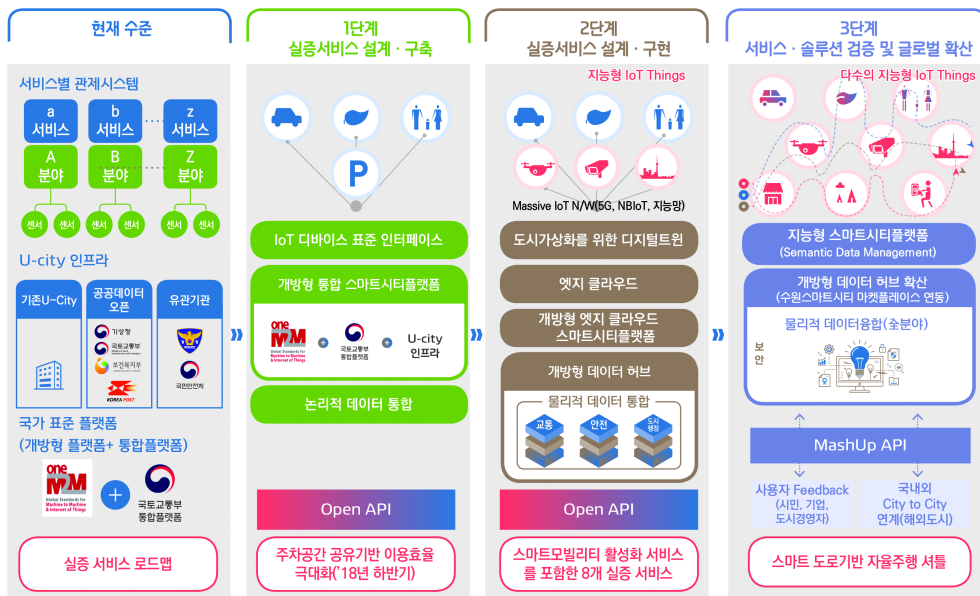 현재 수준
서비스별 관제시스템
a
서비스
b
서비스
z
서비스
A
분야
B
분야
Z
분야
센서
센서
센서
센서
센서
센서
U-city 인프라
기존U-City
공공데이터
오픈
기상청
국토교통부
보건복지부
KOREA POST
유관기관
국민안전처
국가 표준 플랫폼
(개방형 플랫폼+ 통합플랫폼)
one
M2M
Global Standards for
Machine to Machine
& Internet of Things
+
국토교통부
통합플랫폼
실증 서비스 로드맵
1단계
실증서비스 설계 · 구축
P
IoT 디바이스 표준 인터페이스
개방형 통합 스마트시티플랫폼
one
M2M
Global Standards for
Machine to Machine
& Internet of Things
+
국토교통부
통합플랫폼
+
U-city
인프라
논리적 데이터 통합
Open API
주차공간 공유기반 이용효율
극대화('18년 하반기)
2단계
실증서비스 설계 · 구현
지능형 IoT Things
Massive IoT N/W(5G, NBIoT, 지능망)
도시가상화를 위한 디지털트윈
엣지 클라우드
개방형 엣지 클라우드
스마트시티플랫폼
개방형 데이터 허브
물리적 데이터 통합
교통
안전
도시
행정
Open API
스마트모빌리티 활성화 서비스
를 포함한 8개 실증 서비스
3단계
서비스 · 솔루션 검증 및 글로벌 확산
다수의 지능형 IoT Things
지능형 스마트시티플랫폼
(Semantic Data Management)
개방형 데이터 허브 확산
(수원스마트시티 마켓플레이스 연동)
물리적 데이터융합(全분야)
보
안
MashUp API
사용자 Feedback
(시민, 기업,
도시경영자)
국내외
City to City
연계(해외도시)
스마트 도로기반 자율주행 셔틀